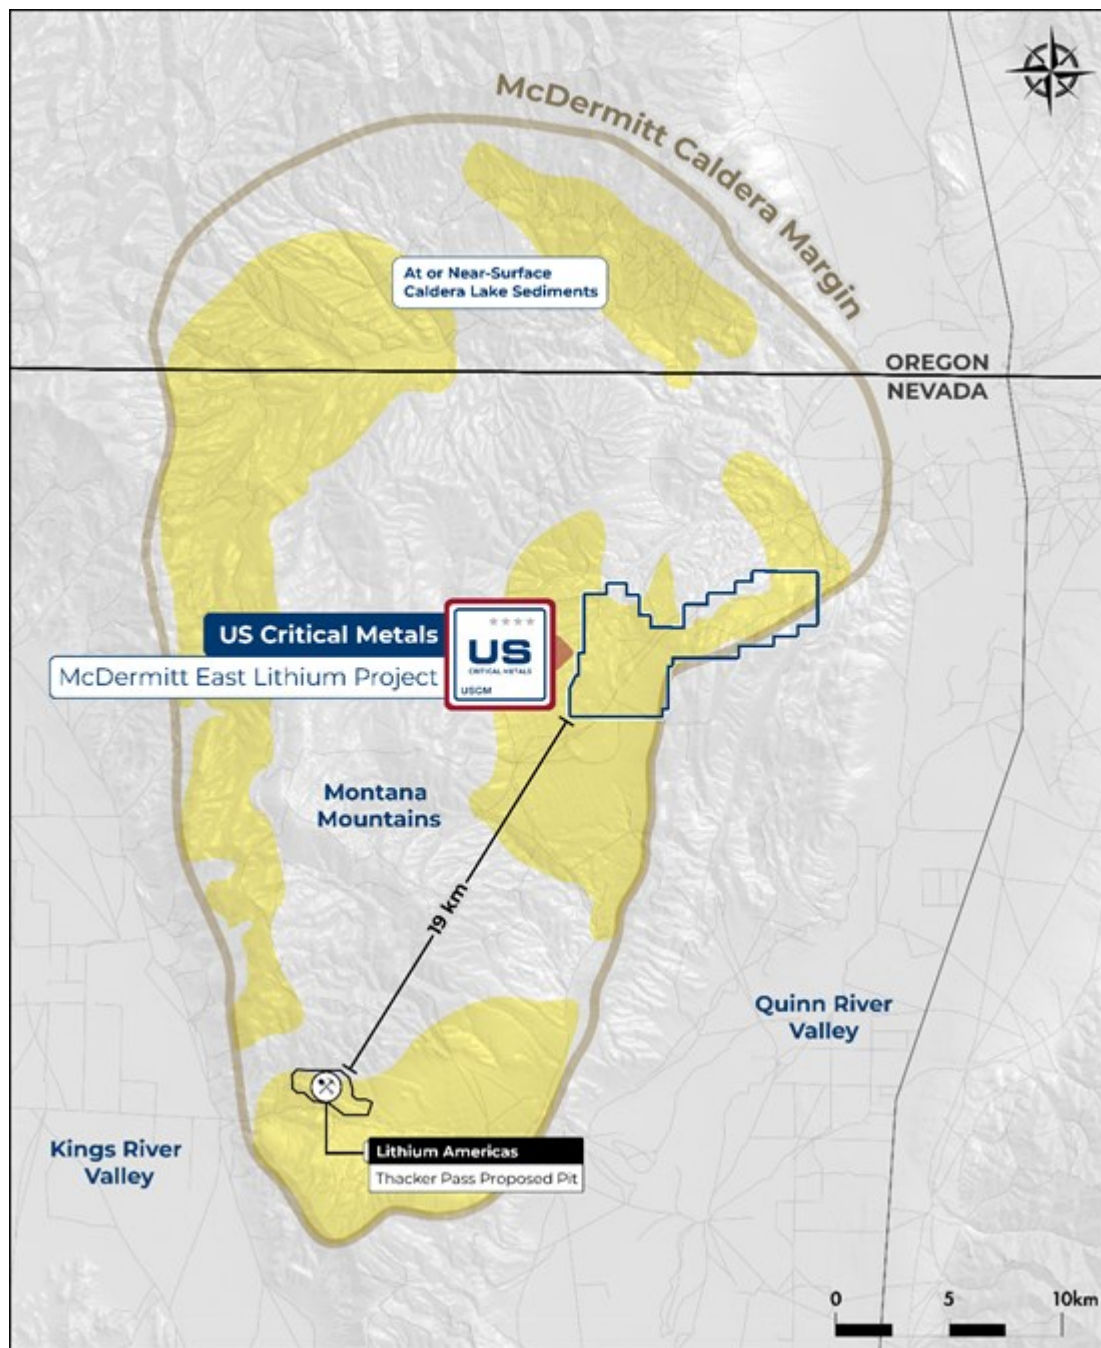 McDermitt Caldera Margin
At or Near-Surface
Caldera Lake Sediments
OREGON
NEVADA
US Critical Metals
McDermitt East Lithium Project
US
CRITICAL METALS
USCM
Montana
Mountains
19 km
Quinn River
Valley
Kings River
Valley
Lithium Americas
Thacker Pass Proposed Pit
0 5 10km